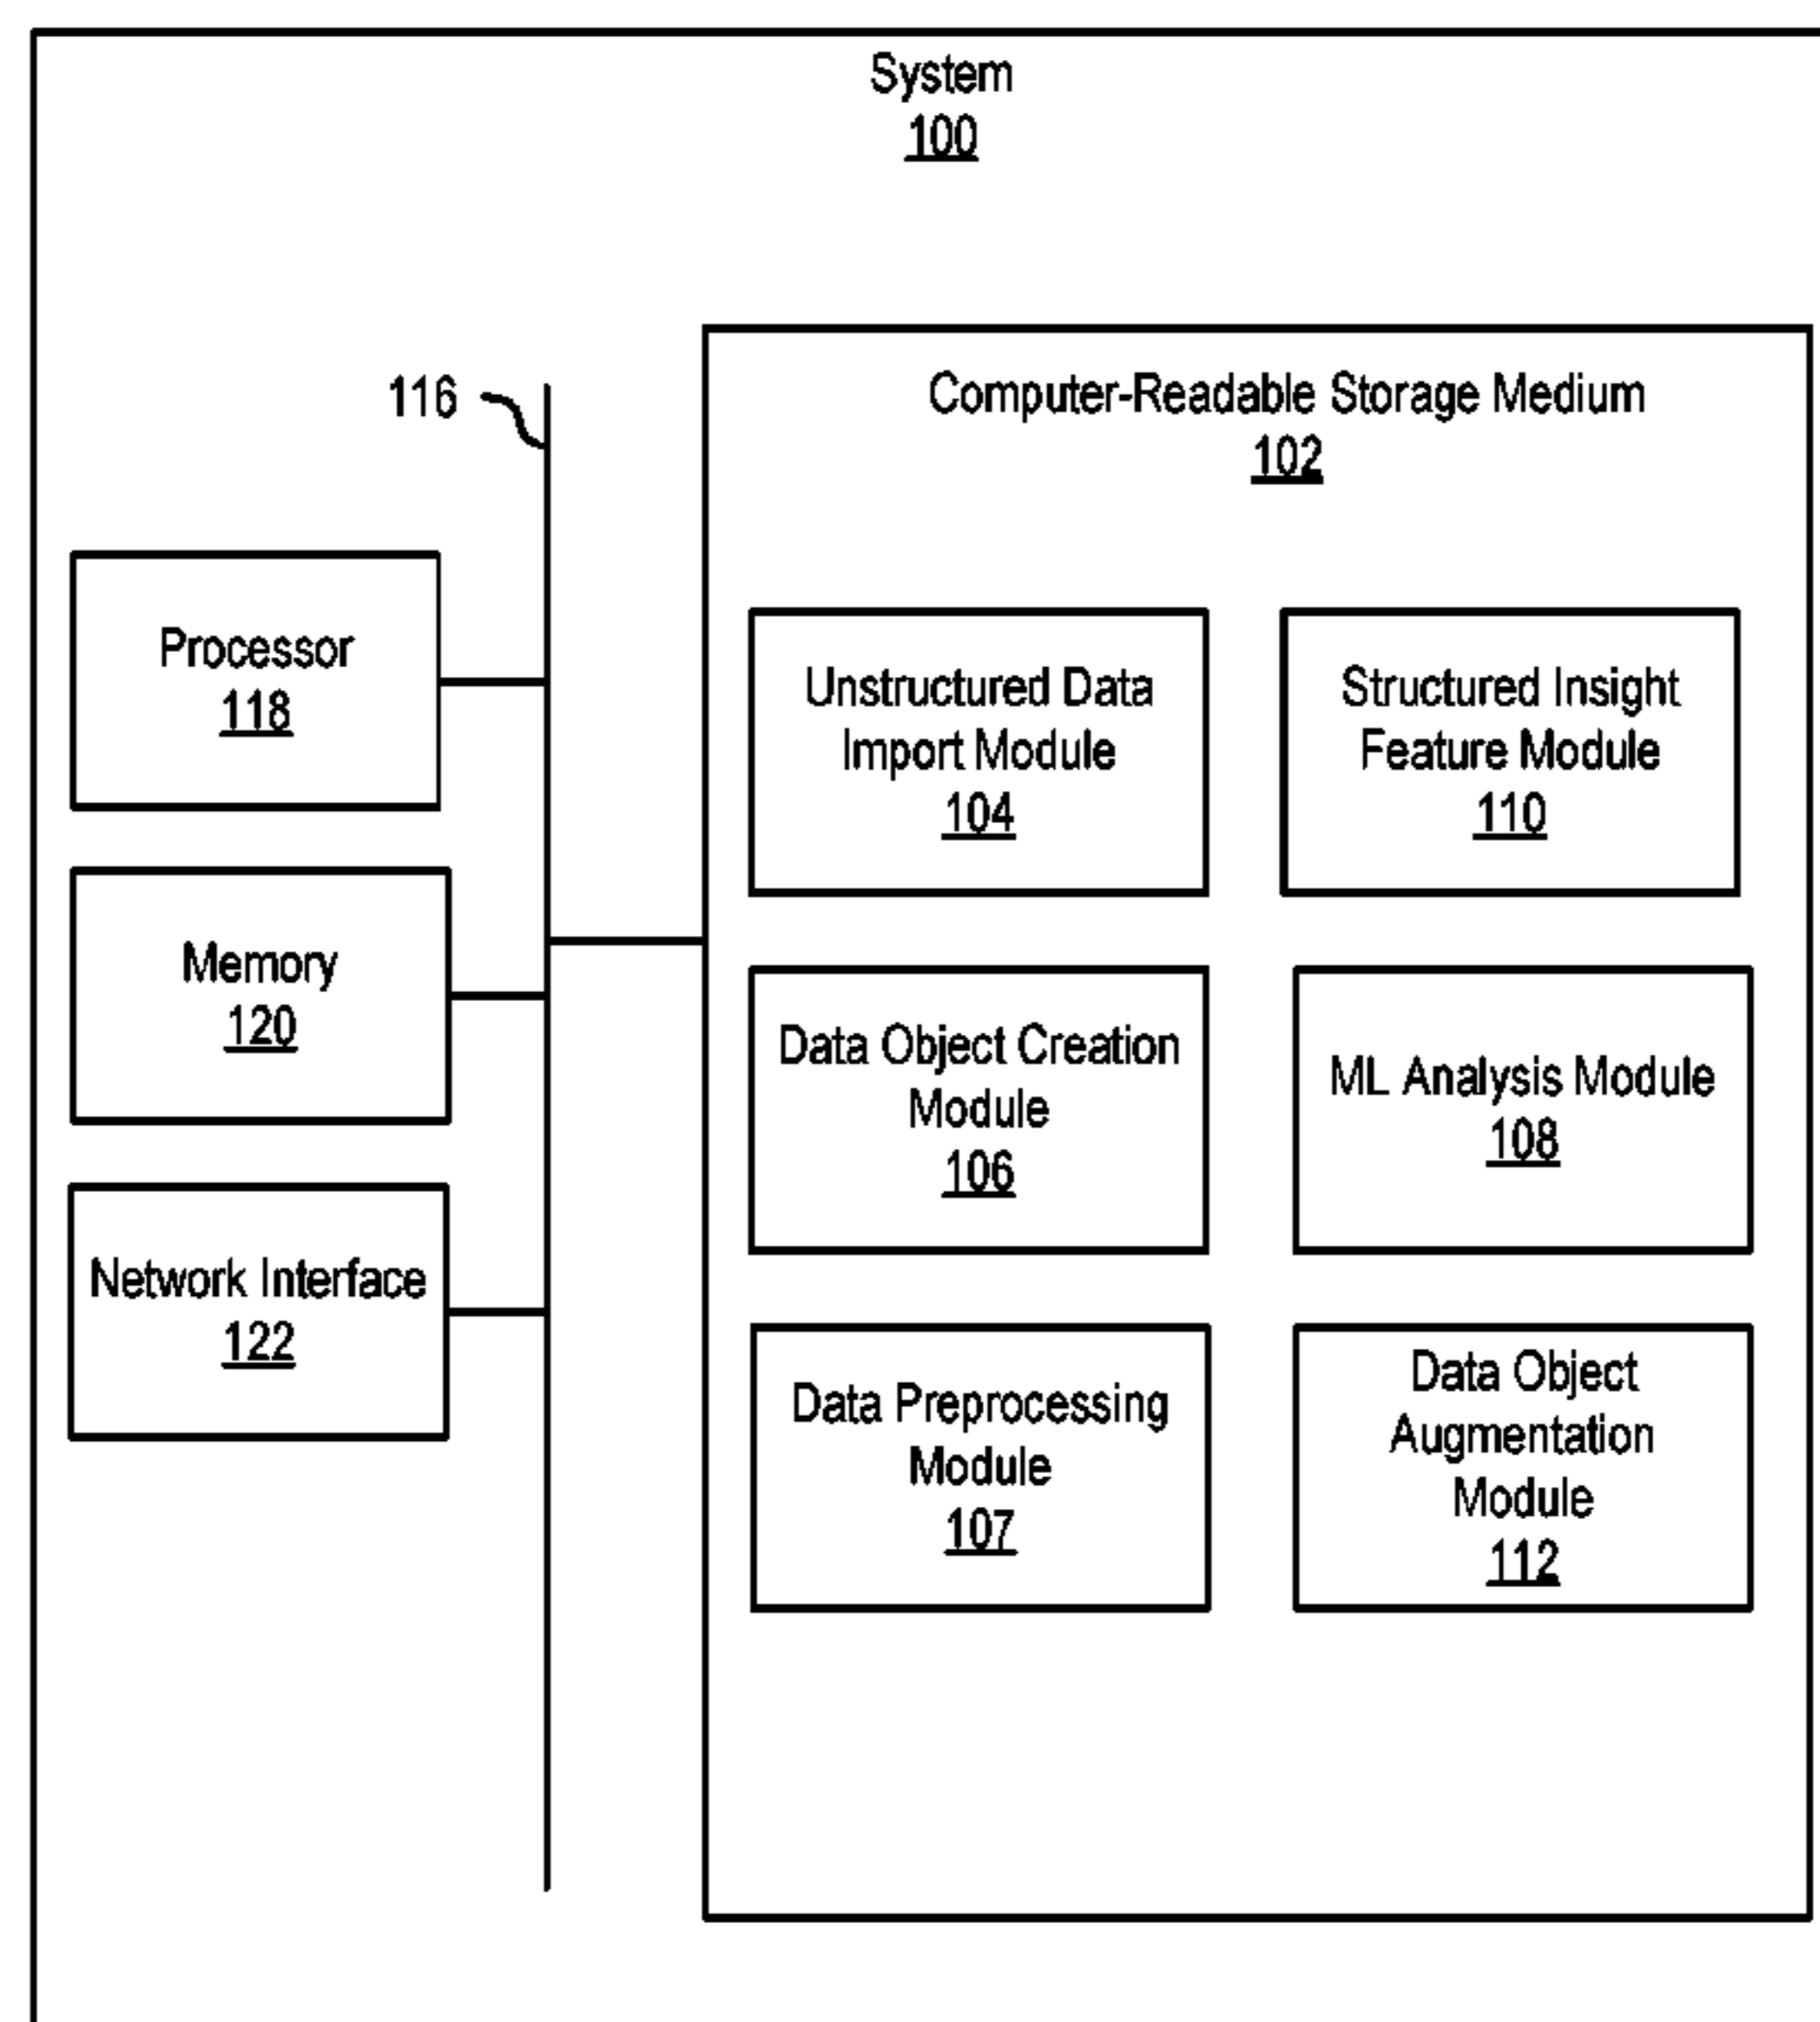 System
100
116
Computer-Readable Storage Medium
102
Processor
118
Memory
120
Network Interface
122
Unstructured Data
Import Module
104
Structured Insight
Feature Module
110
Data Object Creation
Module
106
ML Analysis Module
108
Data Preprocessing
Module
107
Data Object
Augmentation
Module
112